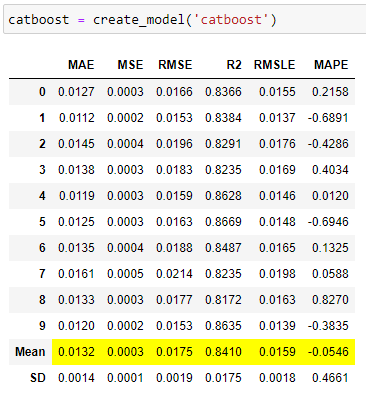 catboost = create_model('catboost')
MAE MSE RMSE R2 RMSLE MAPE
0 0.0127 0.0003 0.0166 0.8366 0.0155 0.2158
1 0.0112 0.0002 0.0153 0.8384 0.0137 -0.6891
2 0.0145 0.0004 0.0196 0.8291 0.0176 -0.4286
3 0.0138 0.0003 0.0183 0.8235 0.0169 0.4034
4 0.0119 0.0003 0.0159 0.8628 0.0146 0.0120
5 0.0125 0.0003 0.0163 0.8669 0.0148 -0.6946
6 0.0135 0.0004 0.0188 0.8487 0.0165 0.1325
7 0.0161 0.0005 0.0214 0.8235 0.0198 0.0588
8 0.0133 0.0003 0.0177 0.8172 0.0163 0.8270
9 0.0120 0.0002 0.0153 0.8635 0.0139 -0.3835
Mean 0.0132 0.0003 0.0175 0.8410 0.0159 -0.0546
SD 0.0014 0.0001 0.0019 0.0175 0.0018 0.4661